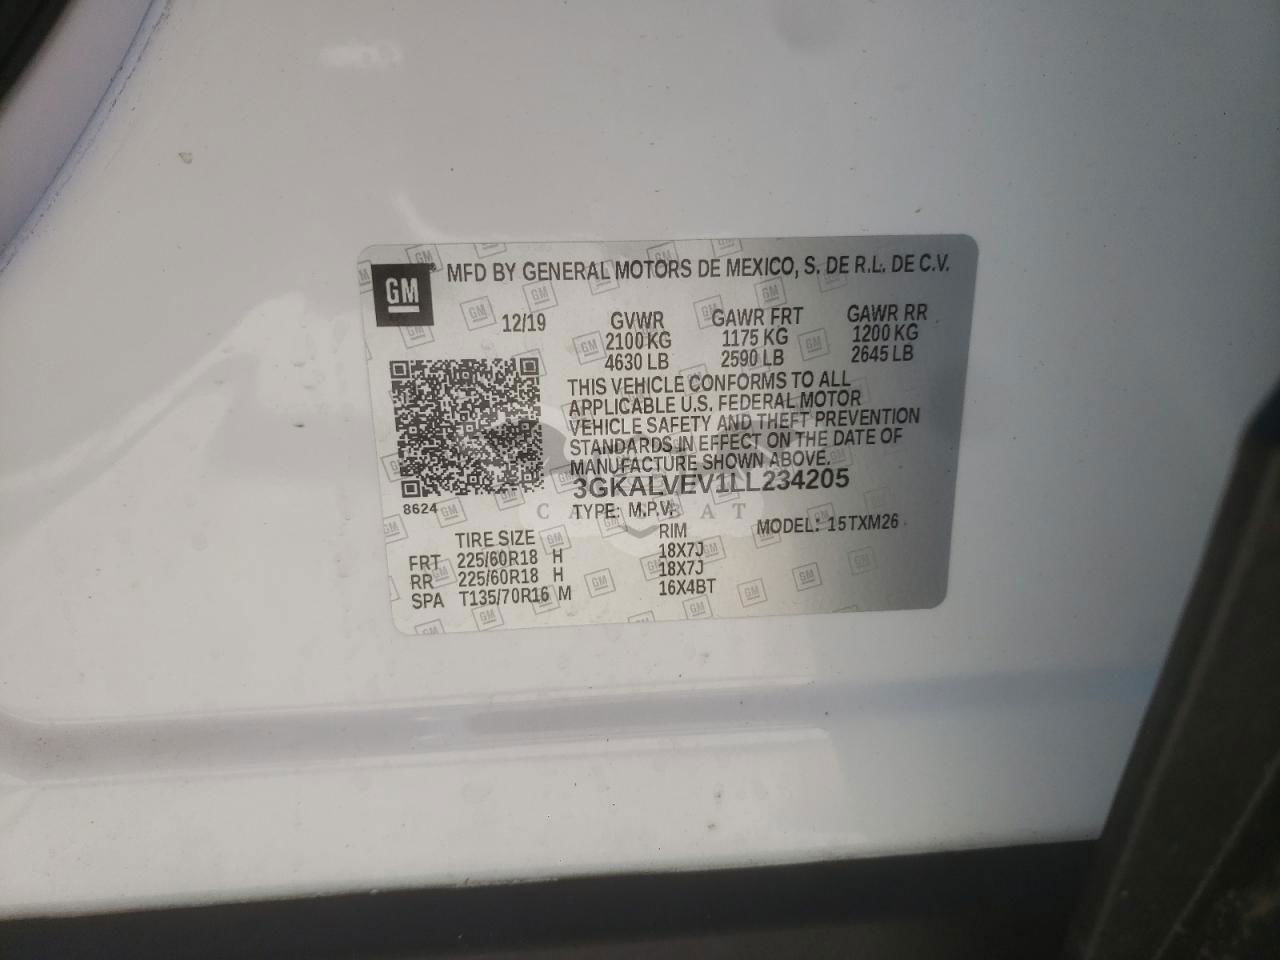 GM
MFD BY GENERAL MOTORS DE MEXICO, S. DE R.L. DE C.V.
12/19 GVWR GAWR FRT GAWR RR
2100 KG 1175 KG 1200 KG
4630 LB 2590 LB 2645 LB
THIS VEHICLE CONFORMS TO ALL
APPLICABLE U.S. FEDERAL MOTOR
VEHICLE SAFETY AND THEFT PREVENTION
STANDARDS IN EFFECT ON THE DATE OF
MANUFACTURE SHOWN ABOVE.
3GKALVEV1LL234205
8624
TYPE: M.P.V.
MODEL: 15TXM26
TIRE SIZE RIM
FRT 225/60R18 H 18X7J
RR 225/60R18 H 18X7J
SPA T135/70R16 M 16X4BT